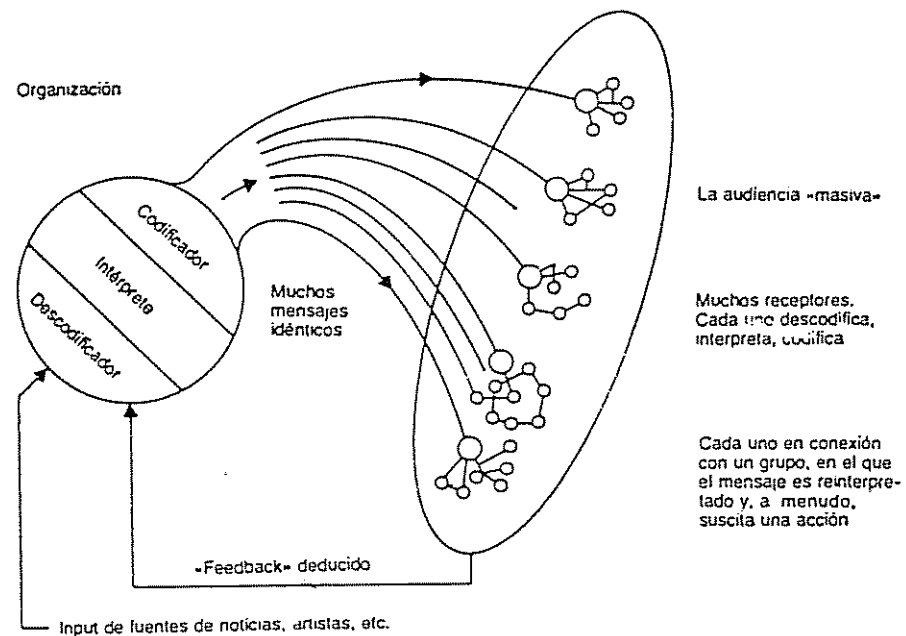 Organización
Codificador
Intérprete
Descodificador
Muchos
mensajes
idénticos
La audiencia «masiva»
Muchos receptores.
Cada uno descodifica,
interpreta, codifica
Cada uno en conexión
con un grupo, en el que
el mensaje es reinterpre-
tado y, a menudo,
suscita una acción
«Feedback» deducido
Input de fuentes de noticias, artistas, etc.